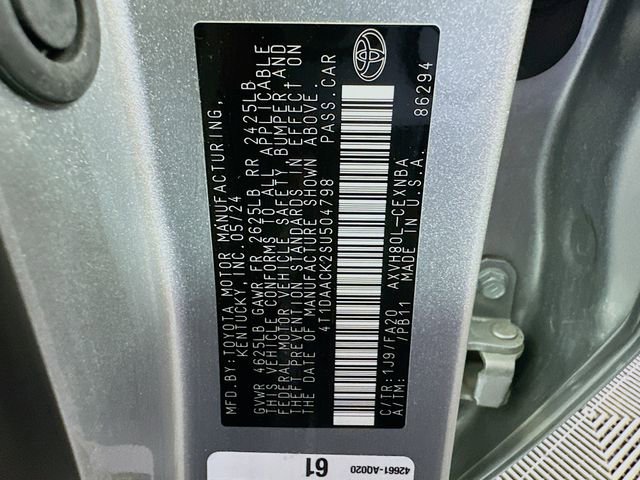 MFD.BY:TOYOTA MOTOR MANUFACTURING,
KENTUCKY, INC. 05/24
GVWR 4625LB GAWR FR 2625LB RR 2425LB
THIS VEHICLE CONFORMS TO ALL APPLICABLE
FEDERAL MOTOR VEHICLE SAFETY, BUMPER, AND
THEFT PREVENTION STANDARDS IN EFFECT ON
THE DATE OF MANUFACTURE SHOWN ABOVE.
4T1DAACK2SU504798 PASS.CAR
C/TR:1J9/FA20 AXVH80L-CEXNBA
A/TM: /PB11 MADE IN U.S.A. 86294
42661-AQ020
61